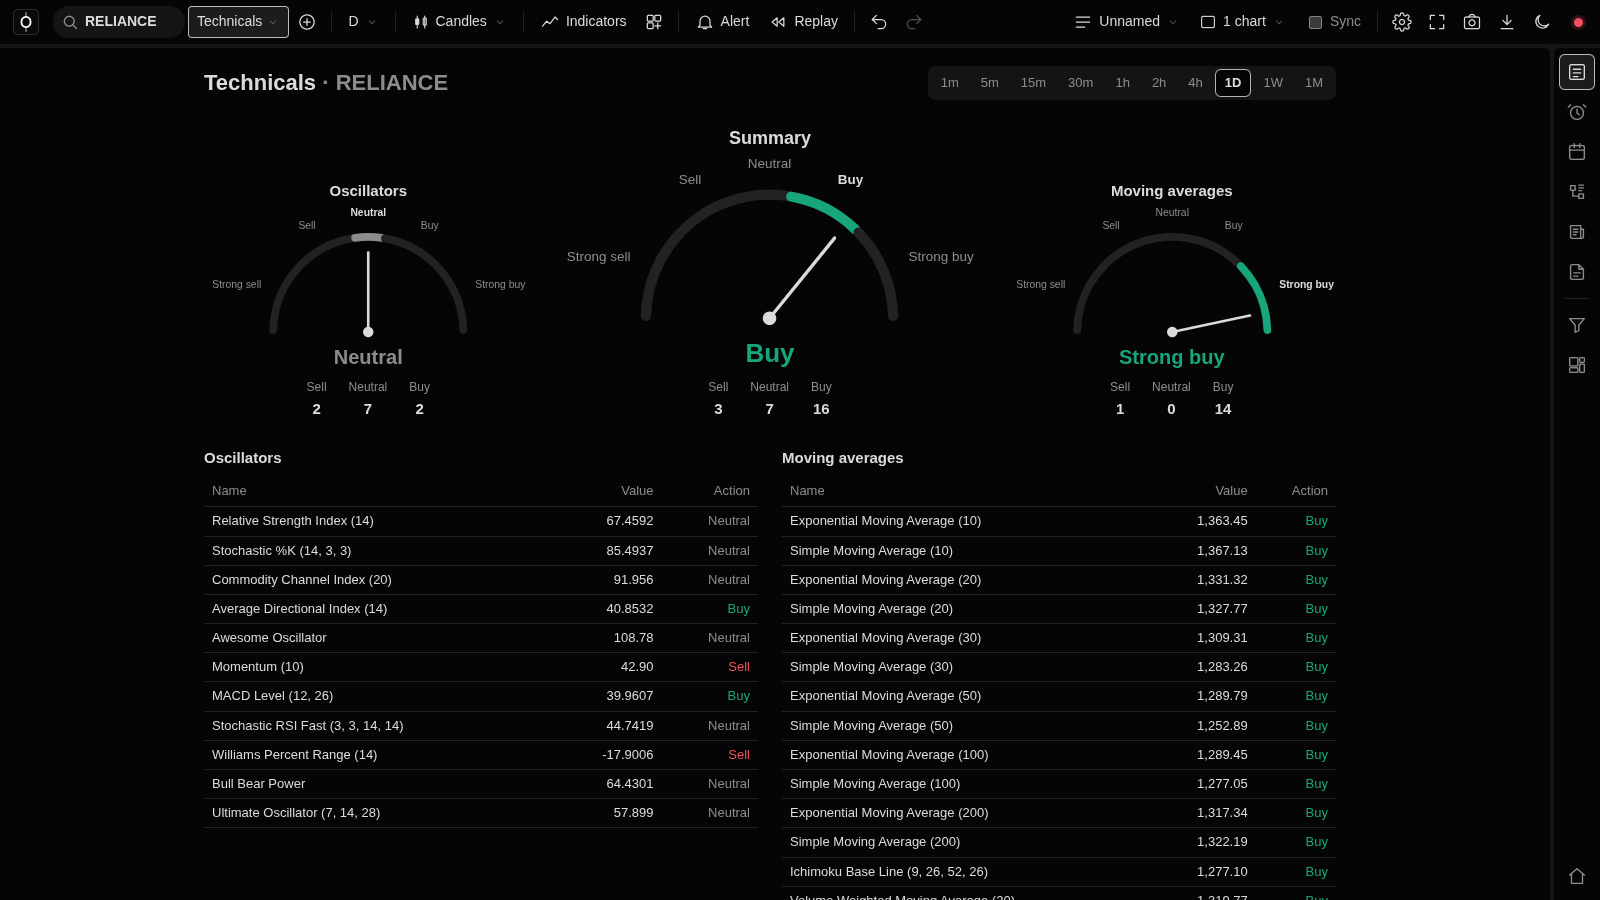 RELIANCE Technicals D Candles Indicators Alert Replay Unnamed 1 chart Sync
Technicals · RELIANCE
1m 5m 15m 30m 1h 2h 4h 1D 1W 1M
Summary
Neutral
Sell Buy
Strong sell Strong buy
Buy
Sell Neutral Buy
3 7 16
Oscillators
Neutral
Sell Buy
Strong sell Strong buy
Neutral
Sell Neutral Buy
2 7 2
Moving averages
Neutral
Sell Buy
Strong sell Strong buy
Strong buy
Sell Neutral Buy
1 0 14
Oscillators
Name Value Action
Relative Strength Index (14) 67.4592 Neutral
Stochastic %K (14, 3, 3) 85.4937 Neutral
Commodity Channel Index (20) 91.956 Neutral
Average Directional Index (14) 40.8532 Buy
Awesome Oscillator 108.78 Neutral
Momentum (10) 42.90 Sell
MACD Level (12, 26) 39.9607 Buy
Stochastic RSI Fast (3, 3, 14, 14) 44.7419 Neutral
Williams Percent Range (14) -17.9006 Sell
Bull Bear Power 64.4301 Neutral
Ultimate Oscillator (7, 14, 28) 57.899 Neutral
Moving averages
Name Value Action
Exponential Moving Average (10) 1,363.45 Buy
Simple Moving Average (10) 1,367.13 Buy
Exponential Moving Average (20) 1,331.32 Buy
Simple Moving Average (20) 1,327.77 Buy
Exponential Moving Average (30) 1,309.31 Buy
Simple Moving Average (30) 1,283.26 Buy
Exponential Moving Average (50) 1,289.79 Buy
Simple Moving Average (50) 1,252.89 Buy
Exponential Moving Average (100) 1,289.45 Buy
Simple Moving Average (100) 1,277.05 Buy
Exponential Moving Average (200) 1,317.34 Buy
Simple Moving Average (200) 1,322.19 Buy
Ichimoku Base Line (9, 26, 52, 26) 1,277.10 Buy
Volume Weighted Moving Average (20) 1,319.77 Buy